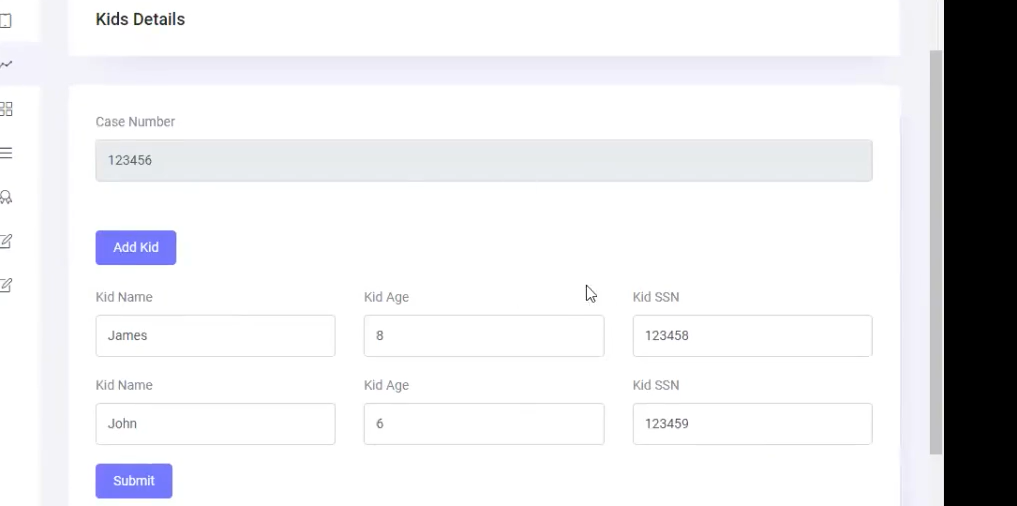 Kids Details
Case Number
123456
Add Kid
Kid Name Kid Age Kid SSN
James 8 123458
Kid Name Kid Age Kid SSN
John 6 123459
Submit